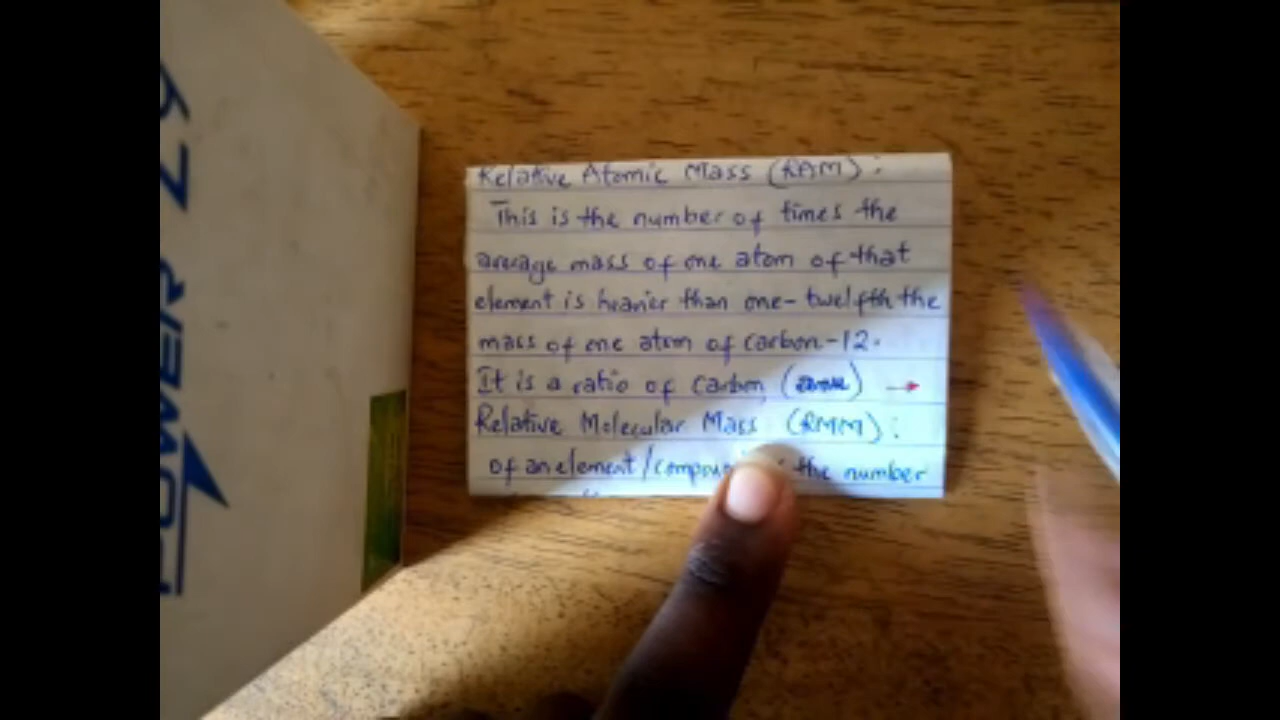 POWER 29
Relative Atomic Mass (RAM):
This is the number of times the
average mass of one atom of that
element is heavier than one-twelfth the
mass of one atom of carbon-12.
It is a ratio of Carbon
Relative Molecular Mass (RMM):
of an element/compou the number